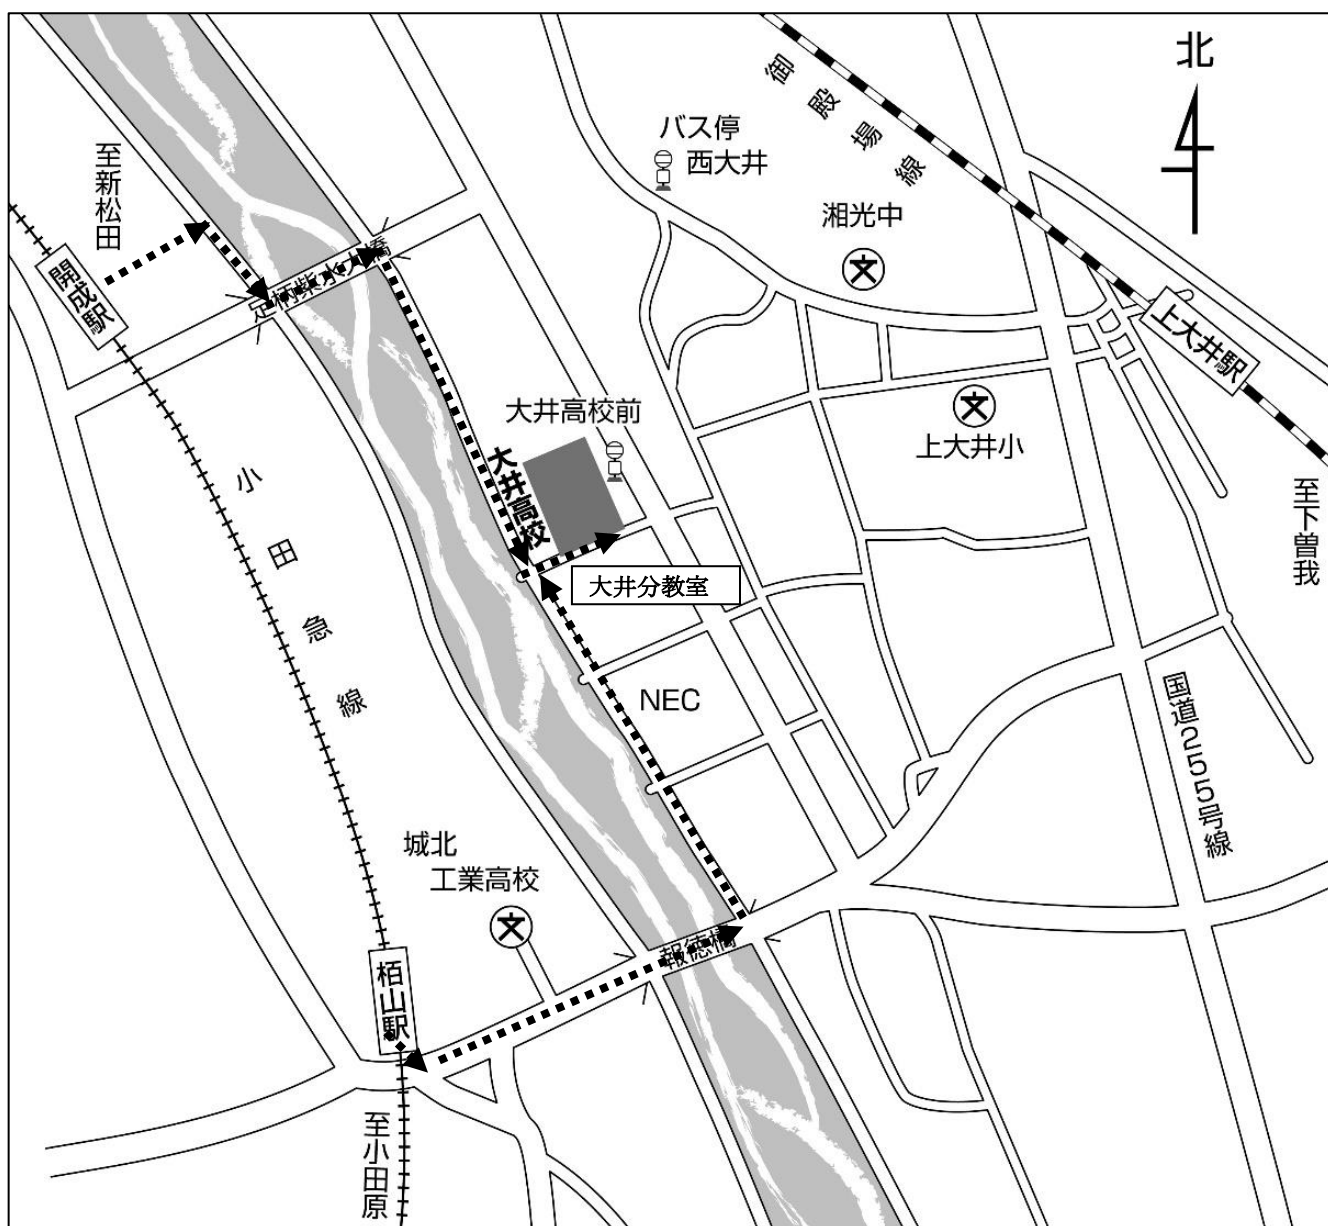 北
御殿場線
バス停
西大井
至新松田
湘光中
開成駅
足柄紫水大橋
上大井駅
大井高校前
上大井小
大井高校
小田急線
至下曽我
大井分教室
NEC
国道255号線
城北
工業高校
報徳橋
栢山駅
至小田原